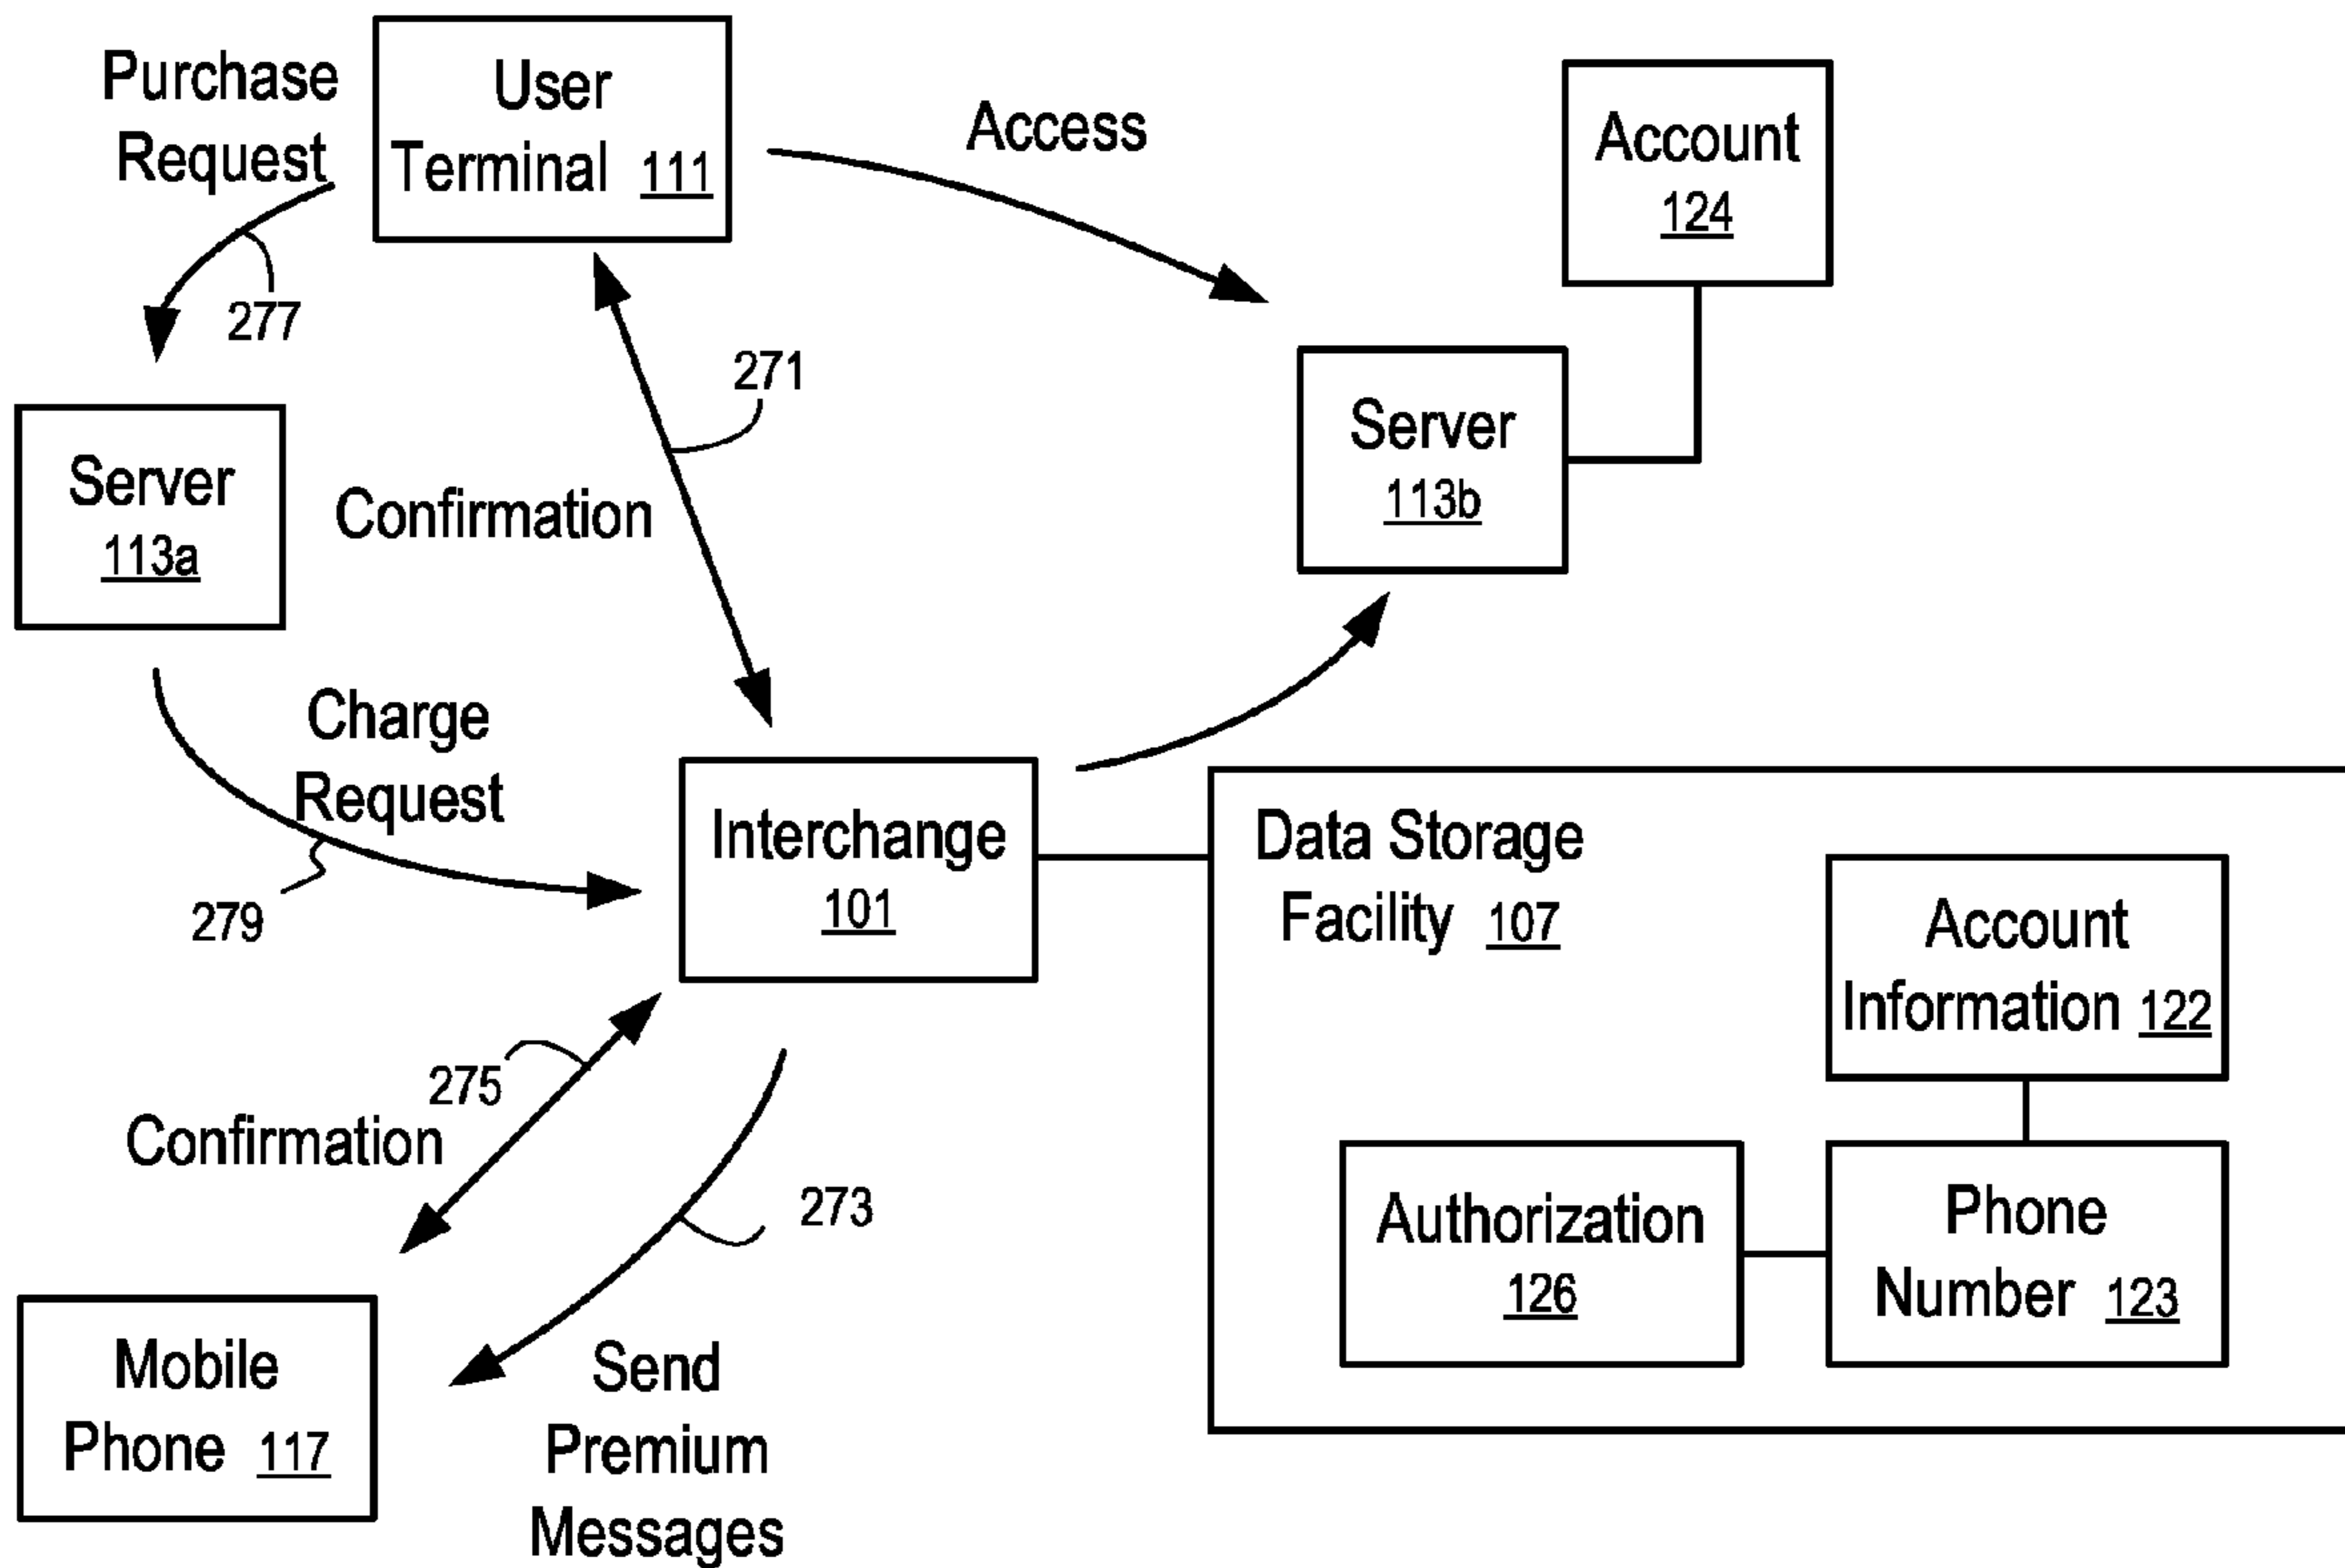 Purchase
Request
277
User
Terminal 111
Access
Account
124
271
Server
113b
Server
113a
Confirmation
Charge
Request
279
Interchange
101
Data Storage
Facility 107
Account
Information 122
275
Confirmation
273
Authorization
126
Phone
Number 123
Mobile
Phone 117
Send
Premium
Messages